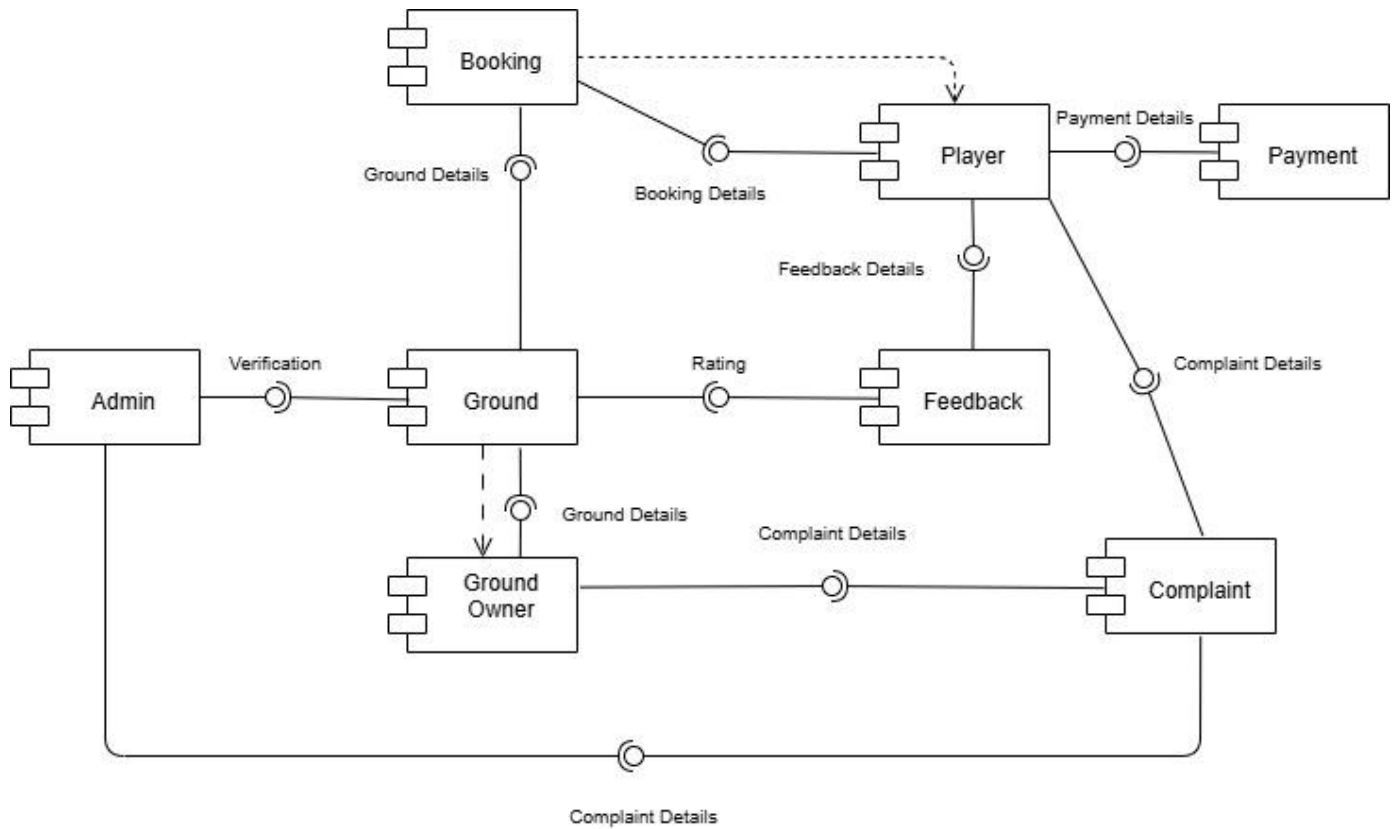 Booking
Payment Details
Player
Payment
Ground Details
Booking Details
Feedback Details
Verification
Rating
Complaint Details
Admin
Ground
Feedback
Ground Details
Complaint Details
Ground
Owner
Complaint
Complaint Details